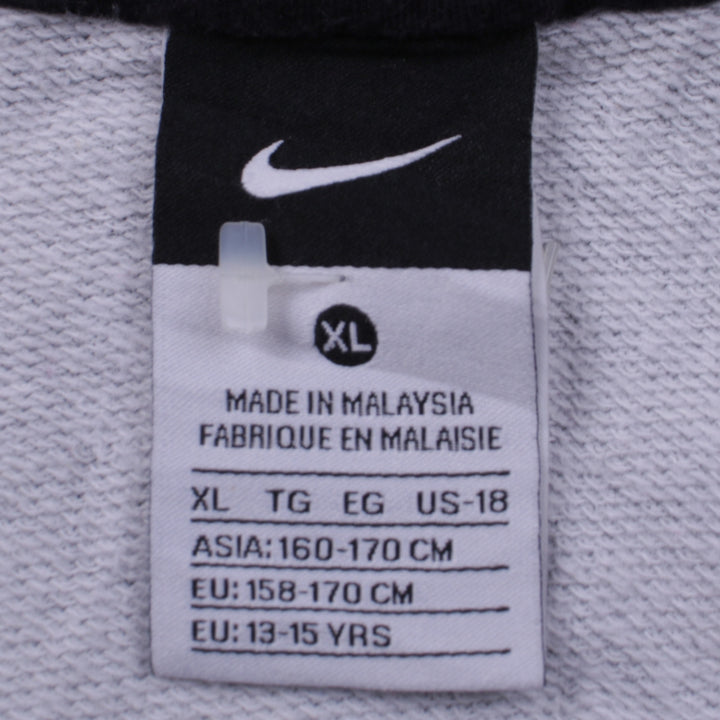 XL
MADE IN MALAYSIA
FABRIQUE EN MALAISIE
XL TG EG US-18
ASIA: 160-170 CM
EU: 158-170 CM
EU: 13-15 YRS